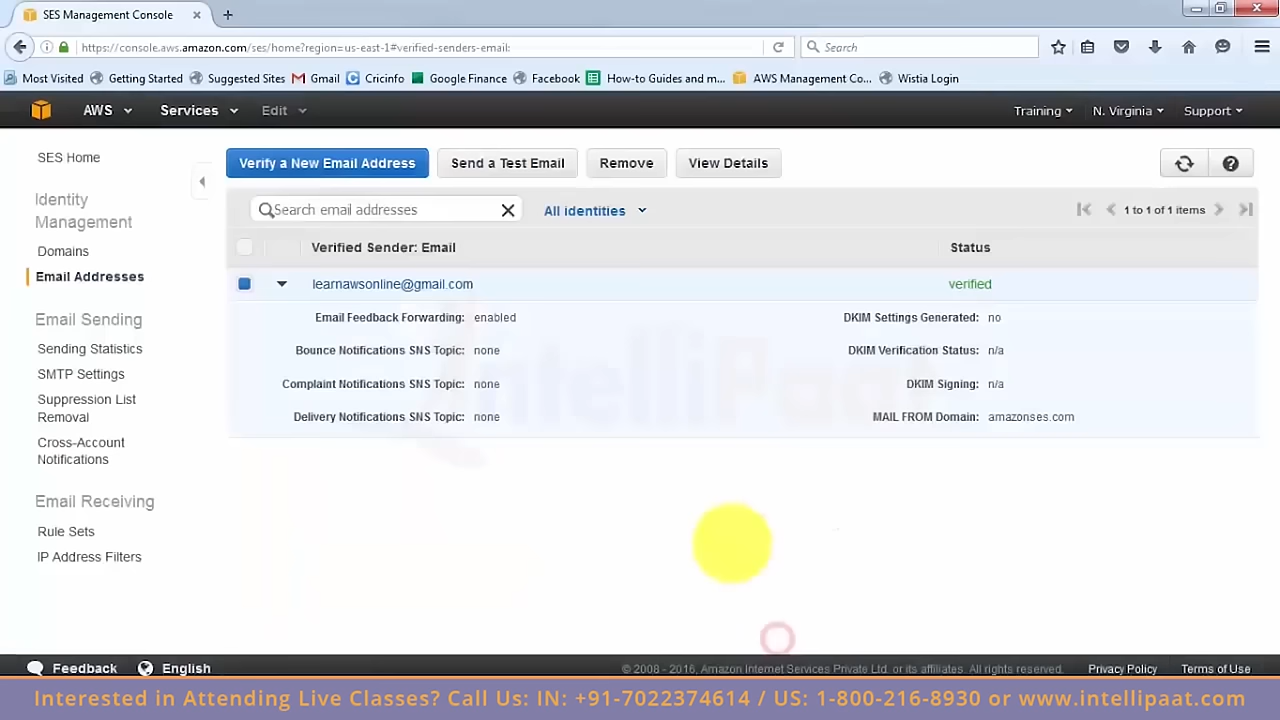 SES Management Console
https://console.aws.amazon.com/ses/home?region=us-east-1#verified-senders-email:
Search
Most Visited Getting Started Suggested Sites Gmail Cricinfo Google Finance Facebook How-to Guides and m... AWS Management Co... Wistia Login
AWS Services Edit Training N. Virginia Support
SES Home
Identity
Management
Domains
Email Addresses
Email Sending
Sending Statistics
SMTP Settings
Suppression List
Removal
Cross-Account
Notifications
Email Receiving
Rule Sets
IP Address Filters
Verify a New Email Address Send a Test Email Remove View Details
Search email addresses All identities 1 to 1 of 1 items
Verified Sender: Email Status
learnawsonline@gmail.com verified
Email Feedback Forwarding: enabled DKIM Settings Generated: no
Bounce Notifications SNS Topic: none DKIM Verification Status: n/a
Complaint Notifications SNS Topic: none DKIM Signing: n/a
Delivery Notifications SNS Topic: none MAIL FROM Domain: amazonses.com
IntelliPaat
Feedback English © 2008 - 2016, Amazon Internet Services Private Ltd. or its affiliates. All rights reserved. Privacy Policy Terms of Use
Interested in Attending Live Classes? Call Us: IN: +91-7022374614 / US: 1-800-216-8930 or www.intellipaat.com